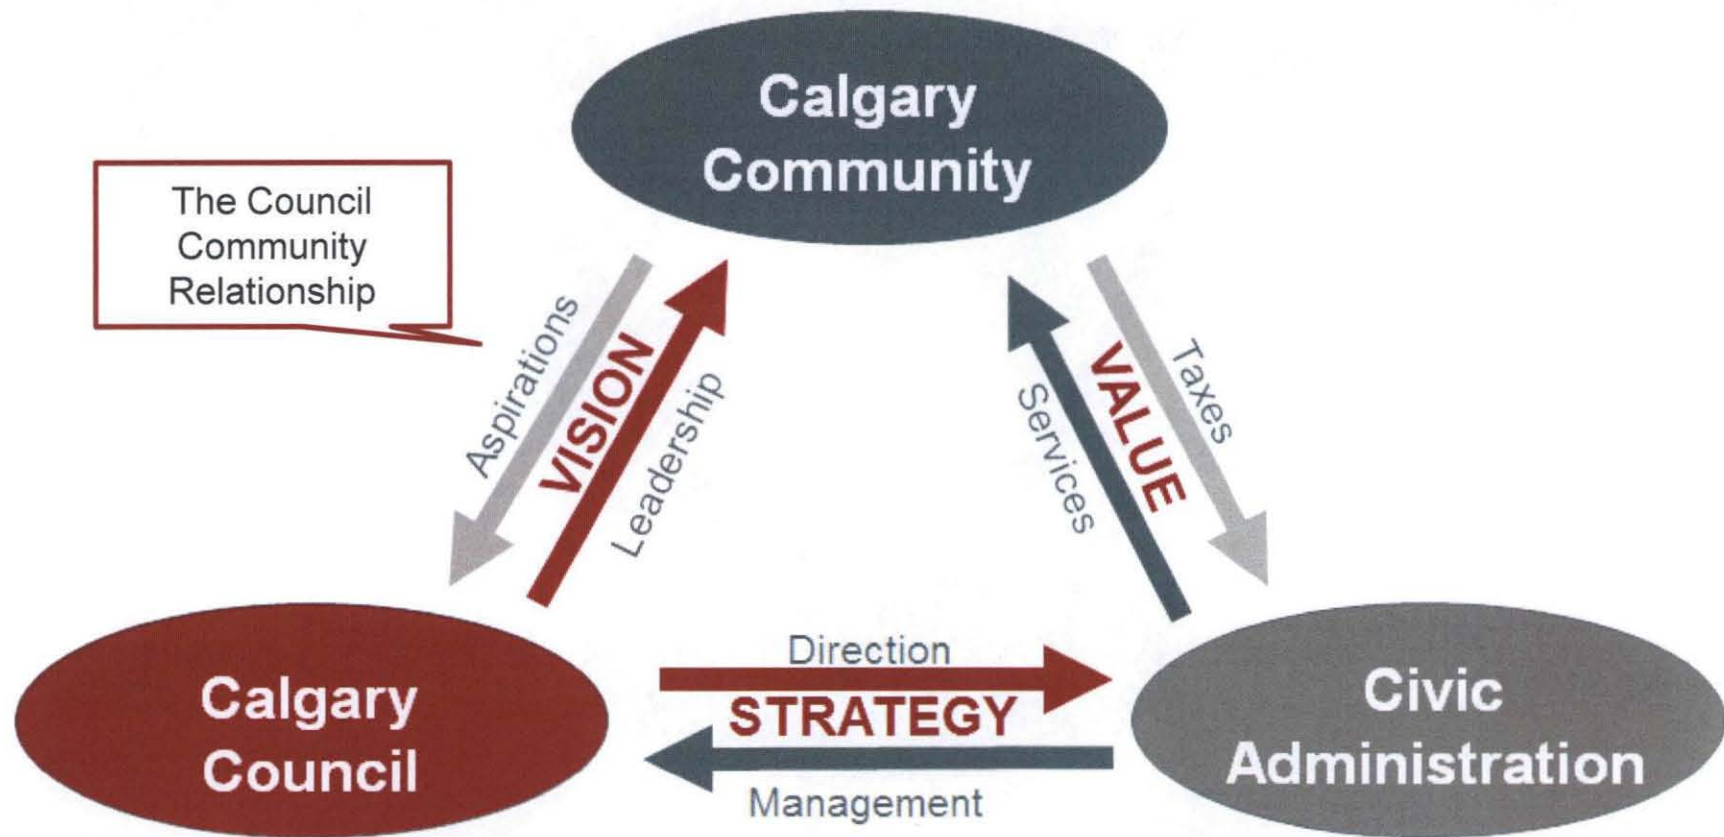 Calgary
Community
The Council
Community
Relationship
Aspirations
VISION
Leadership
Services
VALUE
Taxes
Direction
STRATEGY
Management
Calgary
Council
Civic
Administration